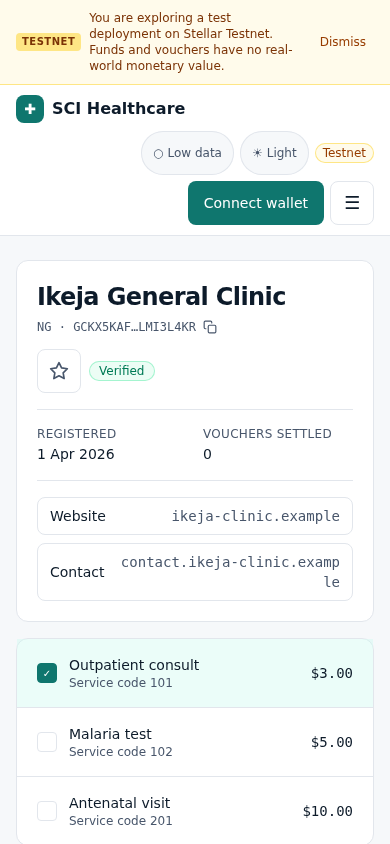 TESTNET
You are exploring a test
deployment on Stellar Testnet.
Funds and vouchers have no real-
world monetary value.
Dismiss
SCI Healthcare
Low data
Light
Testnet
Connect wallet
Ikeja General Clinic
NG · GCKX5KAF…LMI3L4KR
Verified
REGISTERED
VOUCHERS SETTLED
1 Apr 2026
0
Website
ikeja-clinic.example
Contact
contact.ikeja-clinic.examp
le
Outpatient consult
Service code 101
$3.00
Malaria test
Service code 102
$5.00
Antenatal visit
Service code 201
$10.00